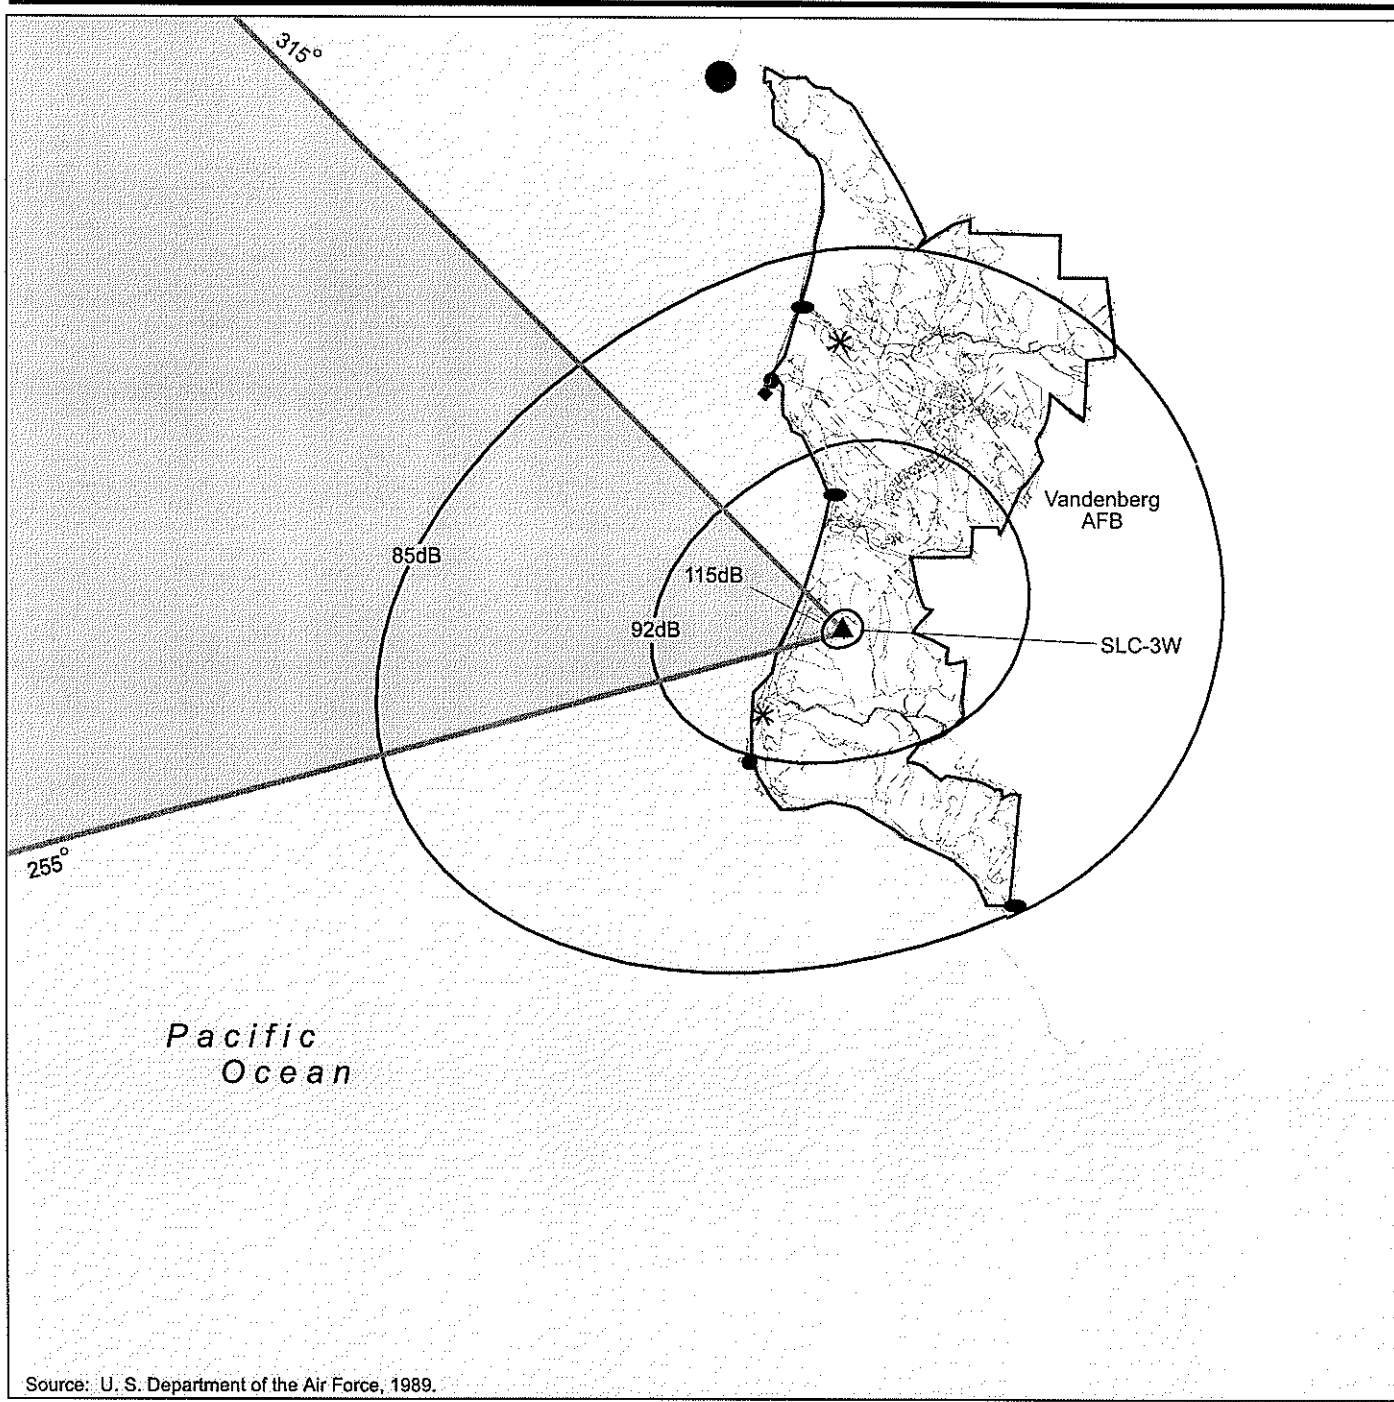 315°
Vandenberg
AFB
85dB
115dB
92dB
SLC-3W
255°
Pacific
Ocean
Source: U. S. Department of the Air Force, 1989.